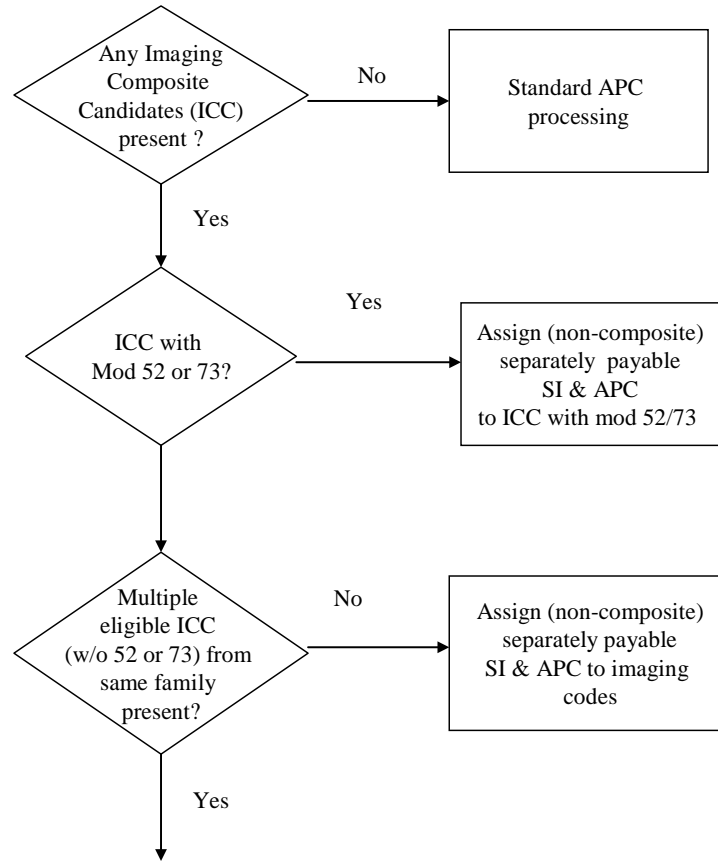 Any Imaging
Composite
Candidates (ICC)
present ?
No
Standard APC
processing
Yes
ICC with
Mod 52 or 73?
Yes
Assign (non-composite)
separately payable
SI & APC
to ICC with mod 52/73
Multiple
eligible ICC
(w/o 52 or 73) from
same family
present?
No
Assign (non-composite)
separately payable
SI & APC to imaging
codes
Yes